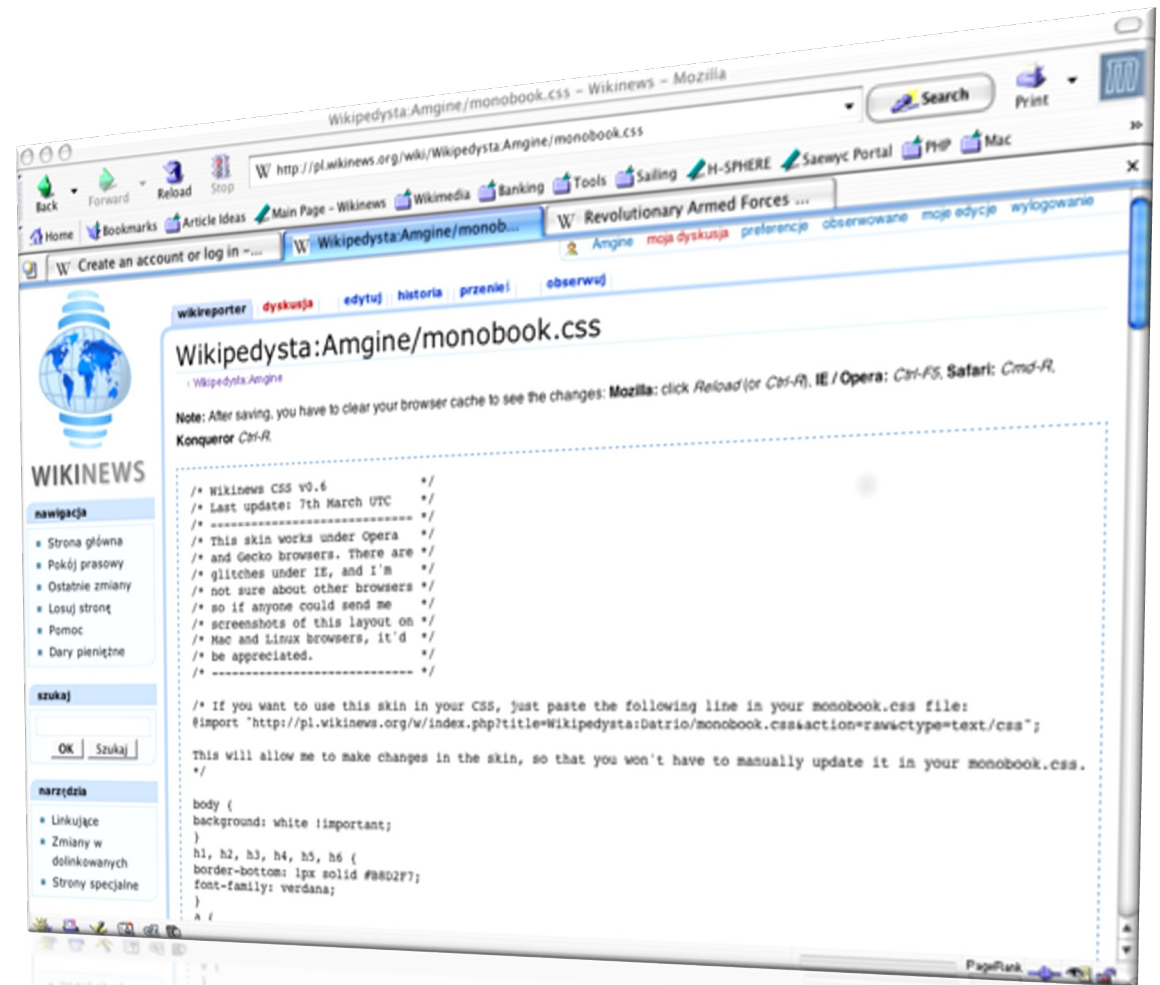 Wikipedysta:Amgine/monobook.css – Wikinews – Mozilla
Back Forward Reload Stop W http://pl.wikinews.org/wiki/Wikipedysta:Amgine/monobook.css Search Print
Home Bookmarks Article Ideas Main Page – Wikinews Wikimedia Banking Tools Sailing H-SPHERE Saewyc Portal PHP Mac
W Create an account or log in –... W Wikipedysta:Amgine/monob... W Revolutionary Armed Forces ...
Amgine moja dyskusja preferencje obserwowane moje edycje wylogowanie
wikireporter dyskusja edytuj historia przenieś obserwuj
Wikipedysta:Amgine/monobook.css
‹ Wikipedysta:Amgine
Note: After saving, you have to clear your browser cache to see the changes: Mozilla: click Reload (or Ctrl-R), IE / Opera: Ctrl-F5, Safari: Cmd-R,
Konqueror Ctrl-R.
WIKINEWS
nawigacja
Strona główna
Pokój prasowy
Ostatnie zmiany
Losuj stronę
Pomoc
Dary pieniężne
szukaj
OK Szukaj
narzędzia
Linkujące
Zmiany w
dolinkowanych
Strony specjalne
/* Wikinews CSS v0.6 */
/* Last update: 7th March UTC */
/* ---------------------------- */
/* This skin works under Opera */
/* and Gecko browsers. There are */
/* glitches under IE, and I'm */
/* not sure about other browsers */
/* so if anyone could send me */
/* screenshots of this layout on */
/* Mac and Linux browsers, it'd */
/* be appreciated. */
/* ---------------------------- */
/* If you want to use this skin in your CSS, just paste the following line in your monobook.css file:
@import "http://pl.wikinews.org/w/index.php?title=Wikipedysta:Datrio/monobook.css&action=raw&ctype=text/css";
This will allow me to make changes in the skin, so that you won't have to manually update it in your monobook.css.
*/
body {
background: white !important;
}
h1, h2, h3, h4, h5, h6 {
border-bottom: 1px solid #B8D2F7;
font-family: verdana;
}
a {
PageRank